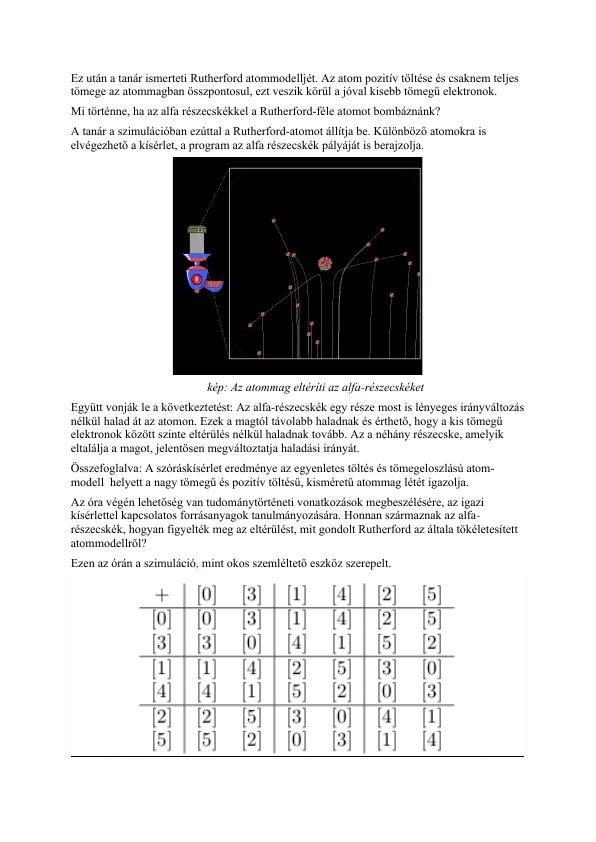 Ez után a tanár ismerteti Rutherford atommodelljét. Az atom pozitív töltése és csaknem teljes
tömege az atommagban összpontosul, ezt veszik körül a jóval kisebb tömegű elektronok.
Mi történne, ha az alfa részecskékkel a Rutherford-féle atomot bombáznánk?
A tanár a szimulációban ezúttal a Rutherford-atomot állítja be. Különböző atomokra is
elvégezhető a kísérlet, a program az alfa részecskék pályáját is berajzolja.
kép: Az atommag eltéríti az alfa-részecskéket
Együtt vonják le a következtetést: Az alfa-részecskék egy része most is lényeges irányváltozás
nélkül halad át az atomon. Ezek a magtól távolabb haladnak és érthető, hogy a kis tömegű
elektronok között szinte eltérülés nélkül haladnak tovább. Az a néhány részecske, amelyik
eltalálja a magot, jelentősen megváltoztatja haladási irányát.
Összefoglalva: A szóráskísérlet eredménye az egyenletes töltés és tömegeloszlású atom-
modell helyett a nagy tömegű és pozitív töltésű, kisméretű atommag létét igazolja.
Az óra végén lehetőség van tudománytörténeti vonatkozások megbeszélésére, az igazi
kísérlettel kapcsolatos forrásanyagok tanulmányozására. Honnan származnak az alfa-
részecskék, hogyan figyelték meg az eltérülést, mit gondolt Rutherford az általa tökéletesített
atommodellről?
Ezen az órán a szimuláció, mint okos szemléltető eszköz szerepelt.
+ [0] [3] [1] [4] [2] [5]
[0] [0] [3] [1] [4] [2] [5]
[3] [3] [0] [4] [1] [5] [2]
[1] [1] [4] [2] [5] [3] [0]
[4] [4] [1] [5] [2] [0] [3]
[2] [2] [5] [3] [0] [4] [1]
[5] [5] [2] [0] [3] [1] [4]